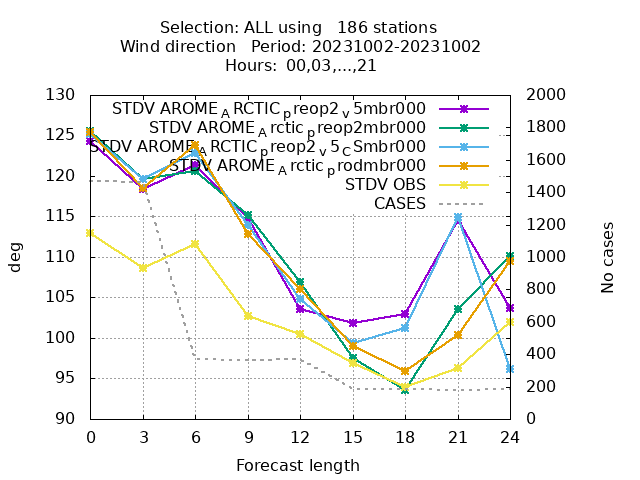 Selection: ALL using   186 stations
Wind direction   Period: 20231002-20231002
Hours:  00,03,...,21
130
125
120
115
110
105
100
95
90
2000
1800
1600
1400
1200
1000
800
600
400
200
0
deg
No cases
STDV AROME_ARCTIC_preop2_v5mbr000
STDV AROME_Arctic_preop2mbr000
STDV AROME_ARCTIC_preop2_v5_CSmbr000
STDV AROME_Arctic_prodmbr000
STDV OBS
CASES
0 3 6 9 12 15 18 21 24
Forecast length